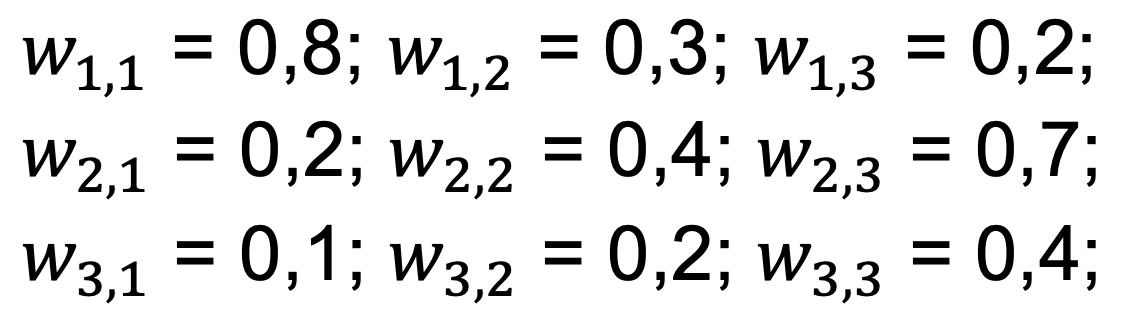 w₁,₁ = 0,8; w₁,₂ = 0,3; w₁,₃ = 0,2;
w₂,₁ = 0,2; w₂,₂ = 0,4; w₂,₃ = 0,7;
w₃,₁ = 0,1; w₃,₂ = 0,2; w₃,₃ = 0,4;